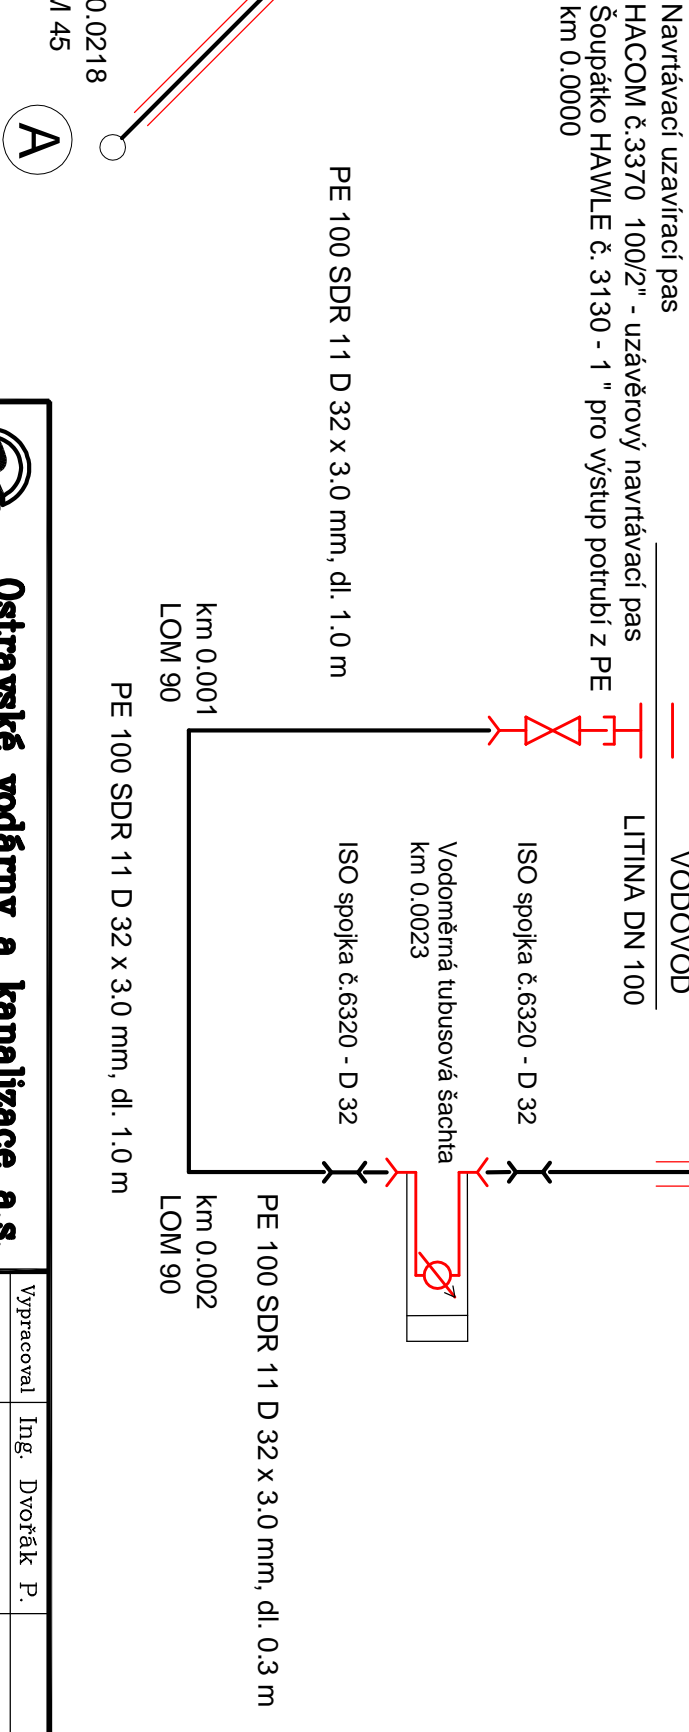 Navrtávací uzavírací pas
HACOM č.3370 100/2" - uzávěrový navrtávací pas
Šoupátko HAWLE č. 3130 - 1 " pro výstup potrubí z PE
km 0.0000
VODOVOD
LITINA DN 100
ISO spojka č.6320 - D 32
Vodoměrná tubusová šachta
km 0.0023
ISO spojka č.6320 - D 32
PE 100 SDR 11 D 32 x 3.0 mm, dl. 1.0 m
km 0.001
LOM 90
PE 100 SDR 11 D 32 x 3.0 mm, dl. 1.0 m
PE 100 SDR 11 D 32 x 3.0 mm, dl. 0.3 m
km 0.002
LOM 90
0.0218
M 45
A
Ostravské vodárny a kanalizace a.s.
Vypracoval Ing. Dvořák P.